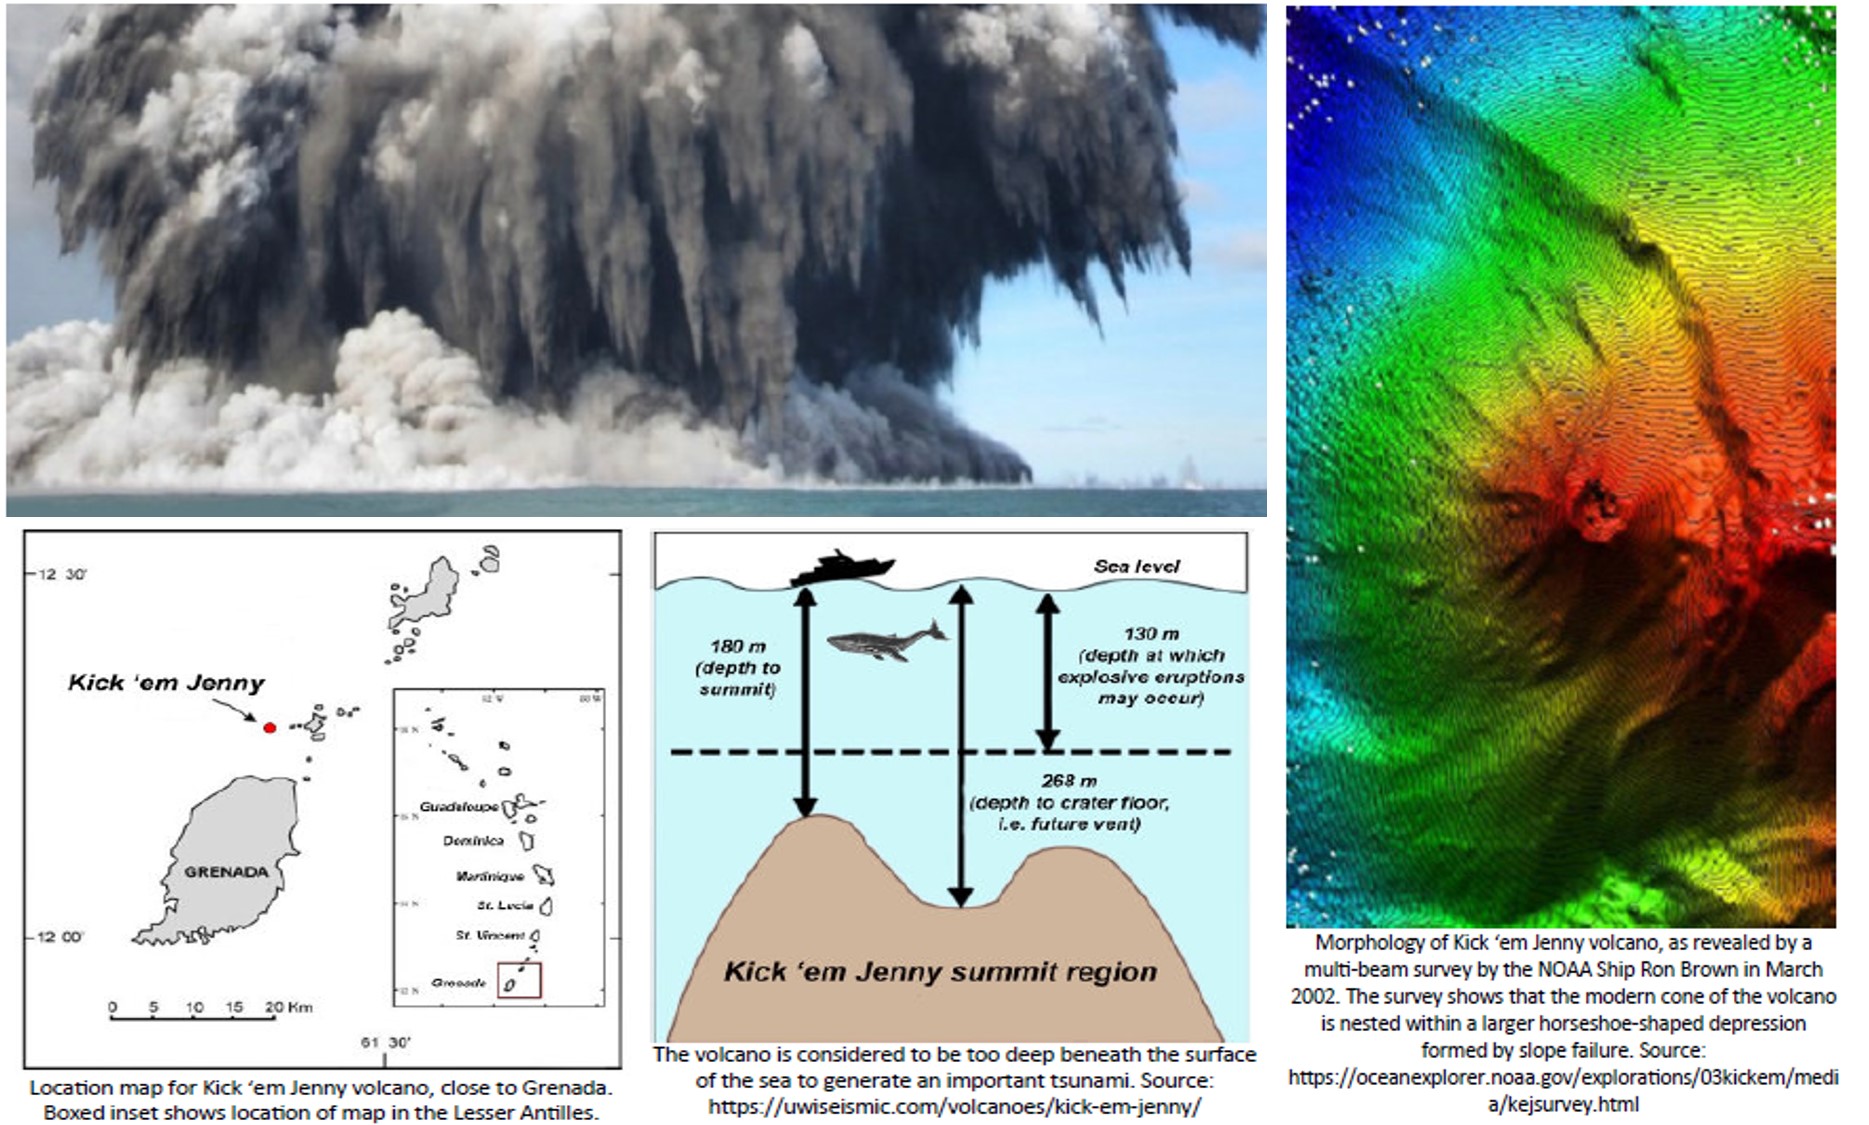 12 30'
Kick 'em Jenny
GRENADA
12 00'
0 5 10 15 20 Km
61 30'
Guadeloupe
Dominica
Martinique
St. Lucia
St. Vincent
Grenada
Location map for Kick 'em Jenny volcano, close to Grenada.
Boxed inset shows location of map in the Lesser Antilles.
Sea level
180 m
(depth to
summit)
130 m
(depth at which
explosive eruptions
may occur)
268 m
(depth to crater floor,
i.e. future vent)
Kick 'em Jenny summit region
The volcano is considered to be too deep beneath the surface
of the sea to generate an important tsunami. Source:
https://uwiseismic.com/volcanoes/kick-em-jenny/
Morphology of Kick 'em Jenny volcano, as revealed by a
multi-beam survey by the NOAA Ship Ron Brown in March
2002. The survey shows that the modern cone of the volcano
is nested within a larger horseshoe-shaped depression
formed by slope failure. Source:
https://oceanexplorer.noaa.gov/explorations/03kickem/medi
a/kejsurvey.html